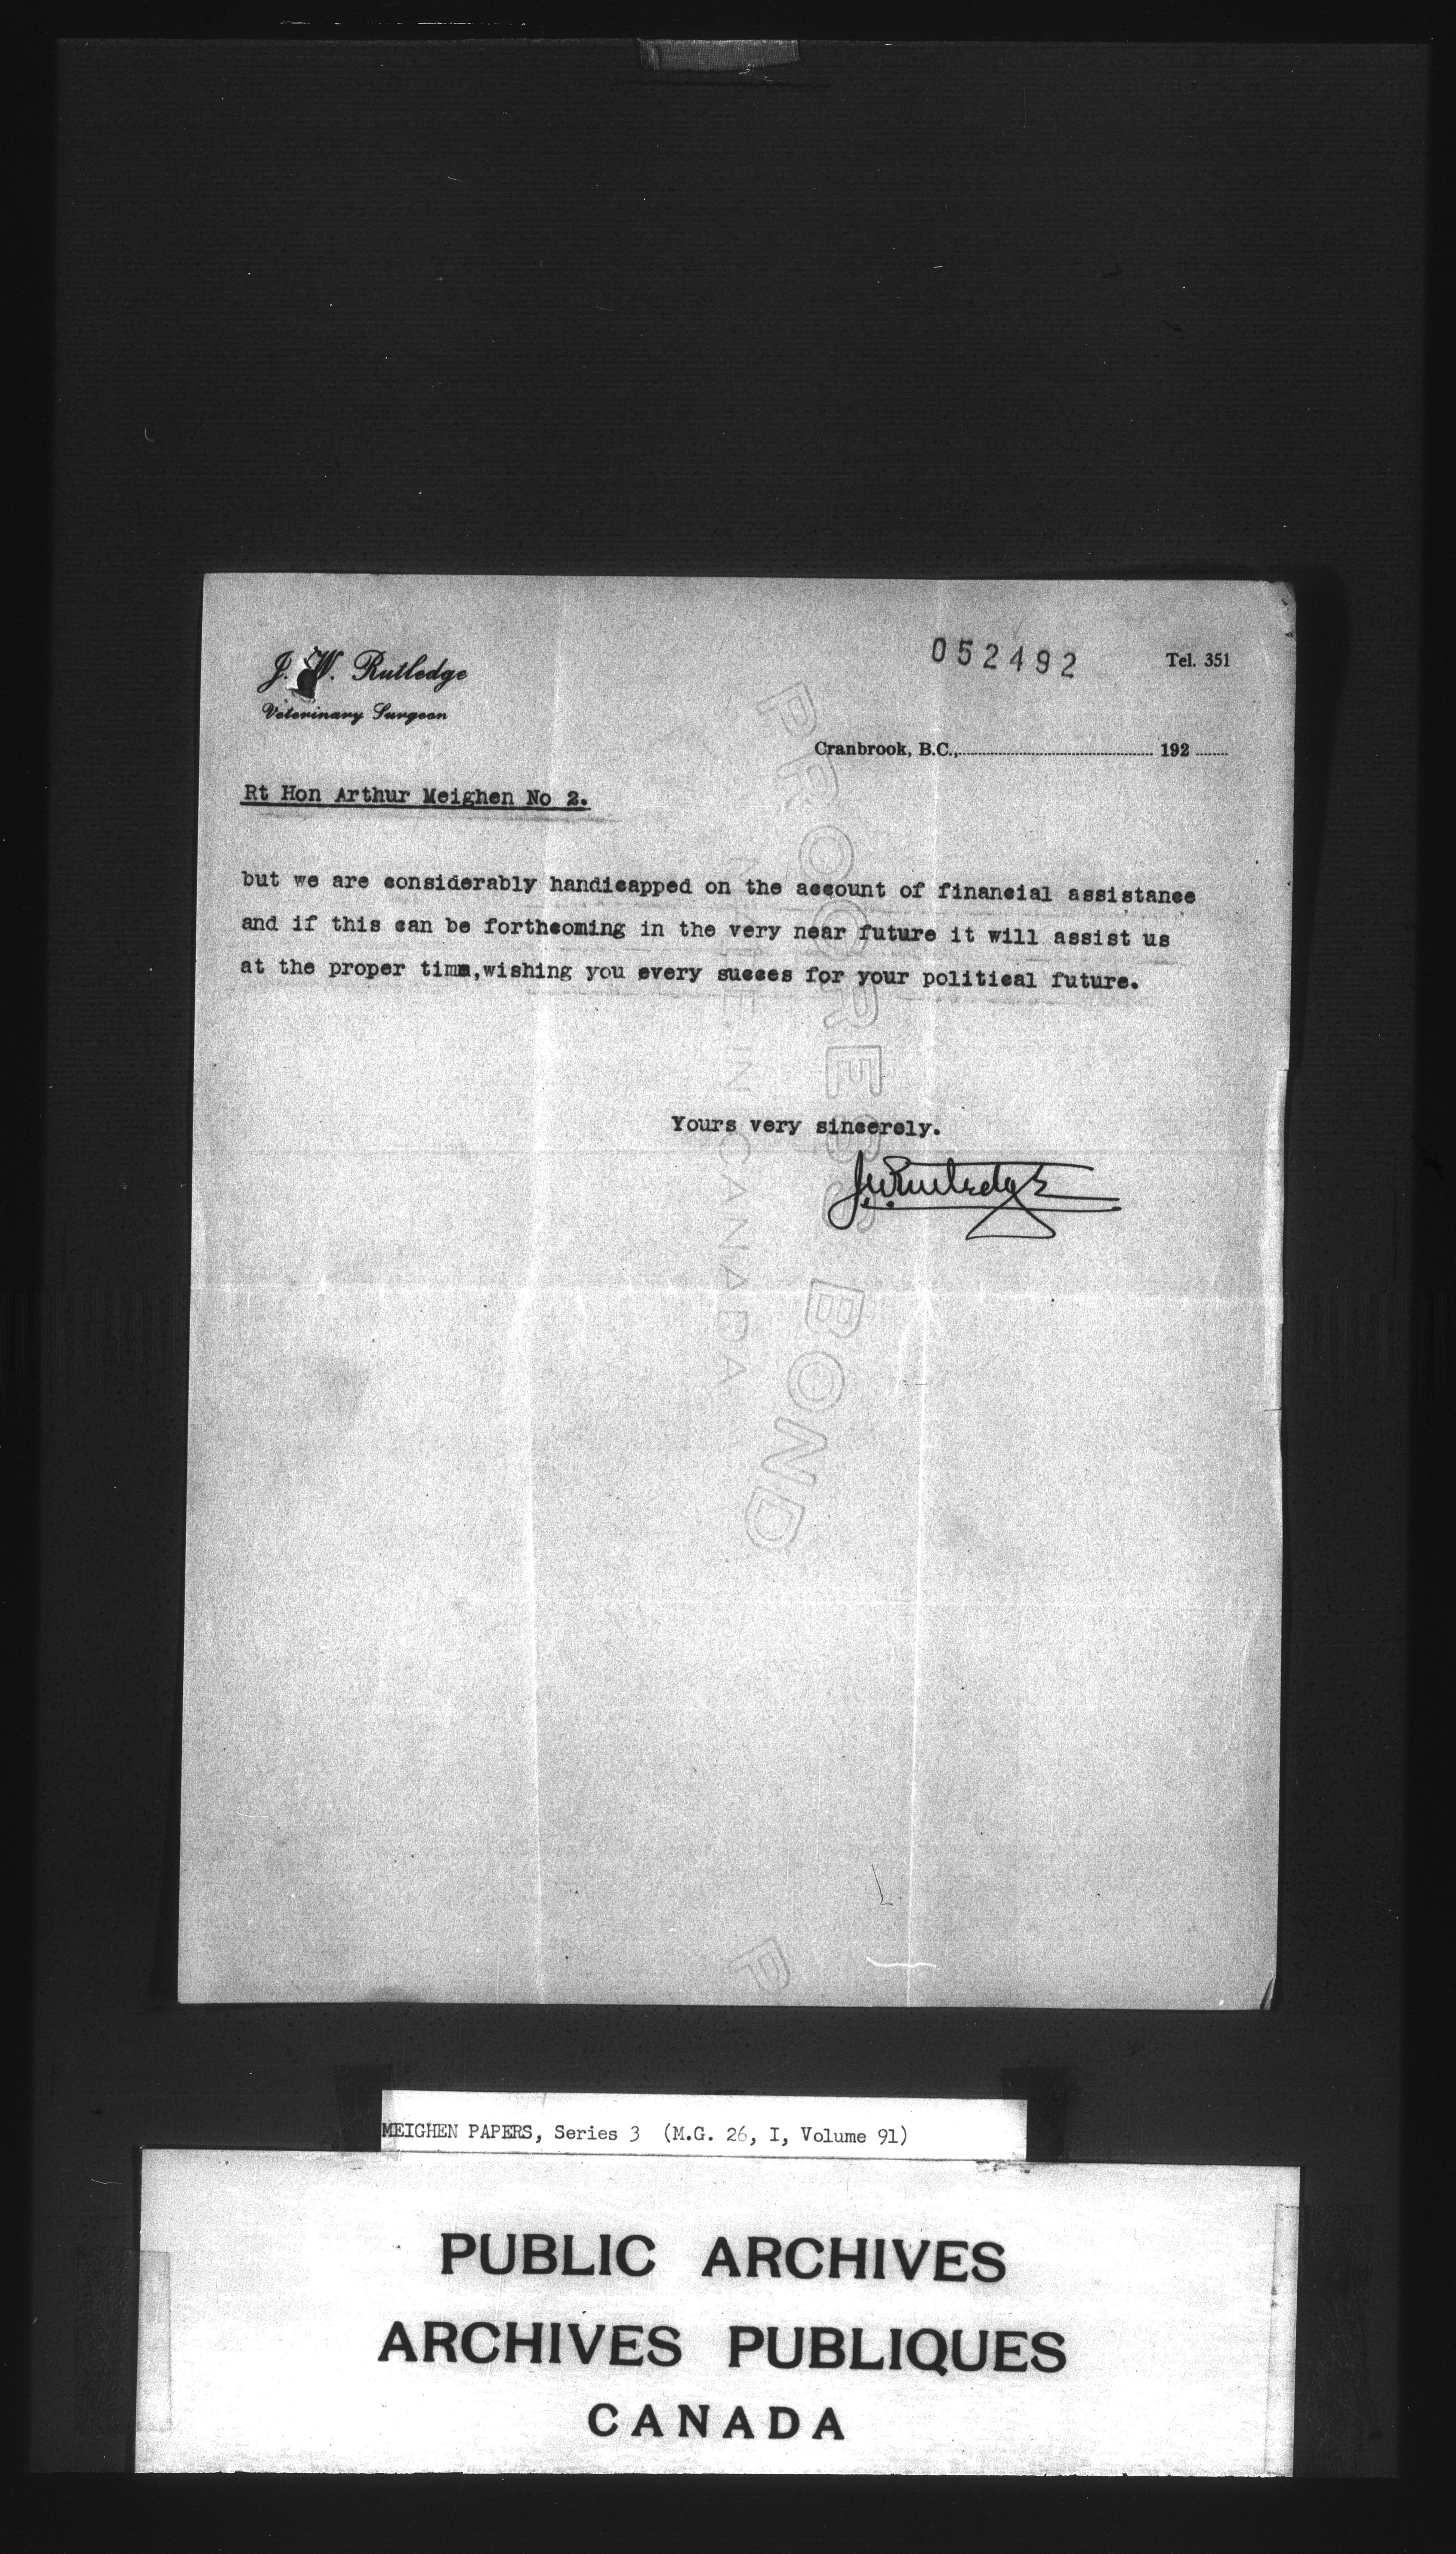 J. W. Rutledge
Veterinary Surgeon
052492
Tel. 351
Cranbrook, B.C., 192
Rt Hon Arthur Meighen No 2.
but we are considerably handicapped on the account of financial assistance
and if this can be forthcoming in the very near future it will assist us
at the proper time,wishing you every succes for your political future.
Yours very sincerely.
J.W. Rutledge
PROGRESS BOND
MADE IN CANADA
P
MEIGHEN PAPERS, Series 3 (M.G. 26, I, Volume 91)
PUBLIC ARCHIVES
ARCHIVES PUBLIQUES
CANADA